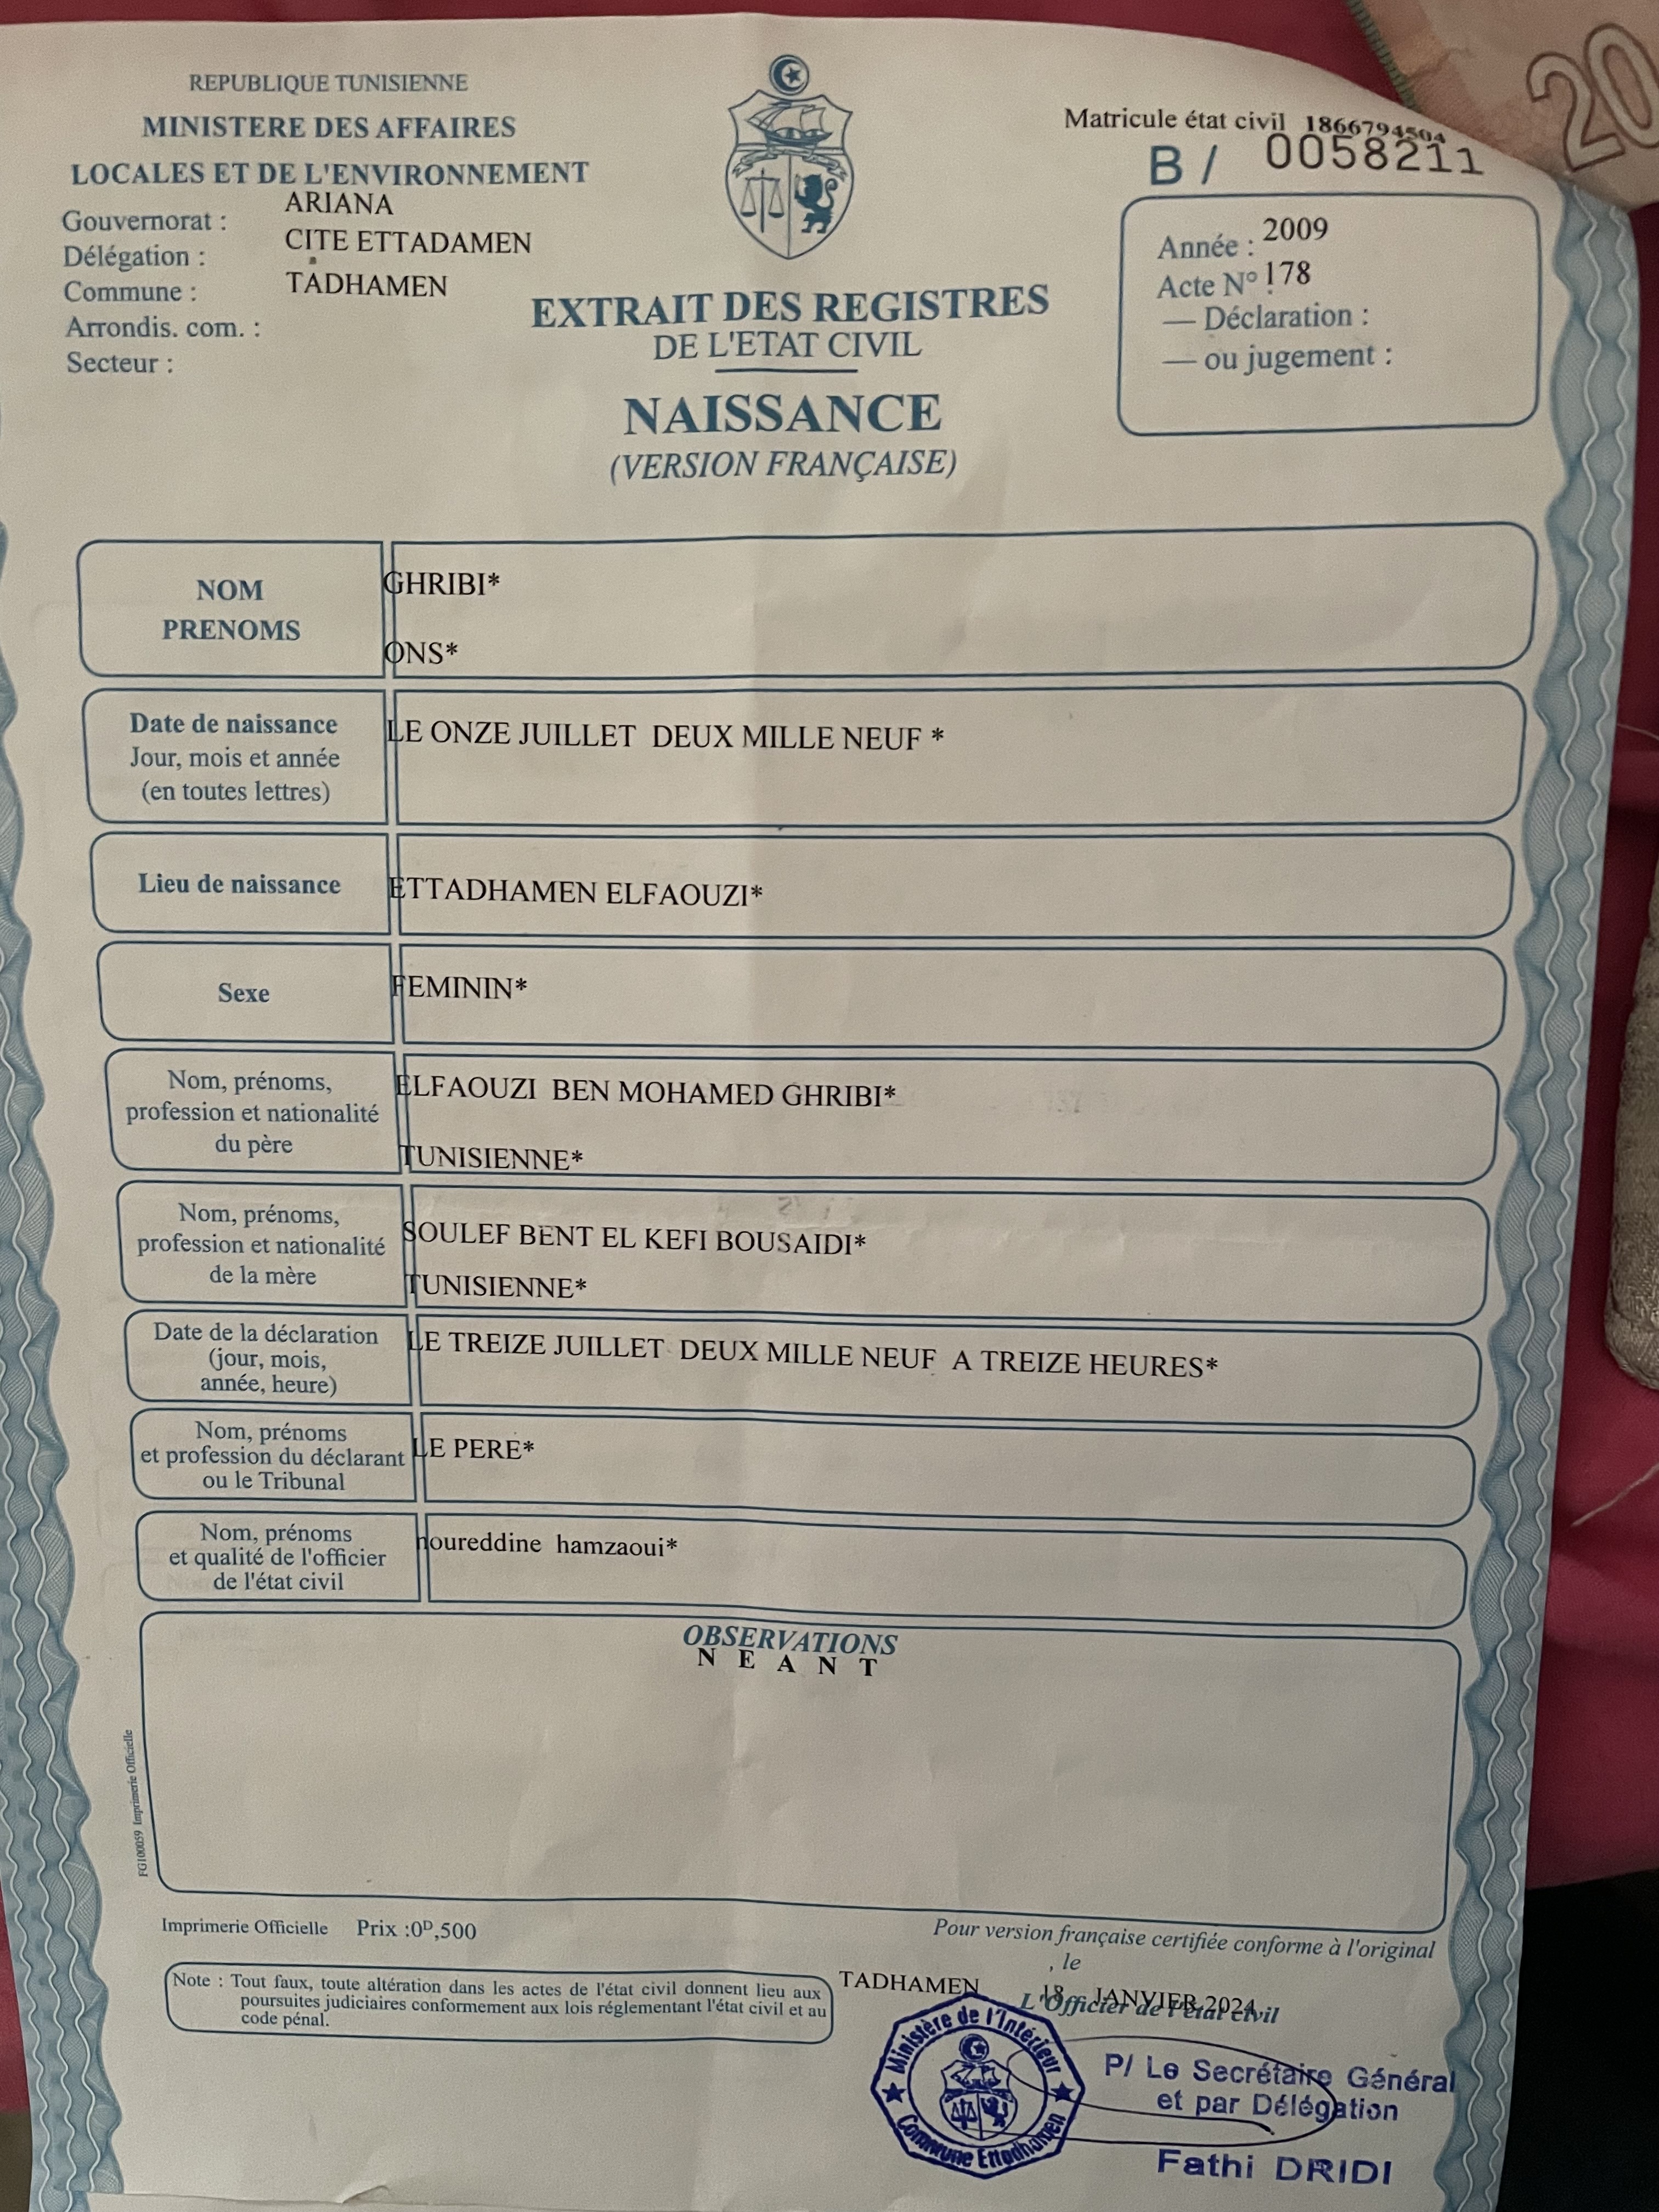 REPUBLIQUE TUNISIENNE
MINISTERE DES AFFAIRES
LOCALES ET DE L'ENVIRONNEMENT
Gouvernorat : ARIANA
Délégation : CITE ETTADAMEN
Commune : TADHAMEN
Arrondis. com. :
Secteur :
Matricule état civil 1866794504
B / 0058211
Année : 2009
Acte N° 178
— Déclaration :
— ou jugement :
EXTRAIT DES REGISTRES
DE L'ETAT CIVIL
NAISSANCE
(VERSION FRANÇAISE)
NOM GHRIBI*
PRENOMS ONS*
Date de naissance
Jour, mois et année
(en toutes lettres)
LE ONZE JUILLET DEUX MILLE NEUF *
Lieu de naissance
ETTADHAMEN ELFAOUZI*
Sexe
FEMININ*
Nom, prénoms,
profession et nationalité
du père
ELFAOUZI BEN MOHAMED GHRIBI*
TUNISIENNE*
Nom, prénoms,
profession et nationalité
de la mère
SOULEF BENT EL KEFI BOUSAIDI*
TUNISIENNE*
Date de la déclaration
(jour, mois,
année, heure)
LE TREIZE JUILLET DEUX MILLE NEUF A TREIZE HEURES*
Nom, prénoms
et profession du déclarant
ou le Tribunal
LE PERE*
Nom, prénoms
et qualité de l'officier
de l'état civil
noureddine hamzaoui*
OBSERVATIONS
N E A N T
FG100059 Imprimerie Officielle
Imprimerie Officielle Prix :0ᴰ,500
Note : Tout faux, toute altération dans les actes de l'état civil donnent lieu aux
poursuites judiciaires conformement aux lois réglementant l'état civil et au
code pénal.
Pour version française certifiée conforme à l'original
, le
TADHAMEN 18 JANVIER 2024
L'Officier de l'état civil
Ministère de l'Intérieur
Commune Ettadhamen
P/ Le Secrétaire Général
et par Délégation
Fathi DRIDI
20